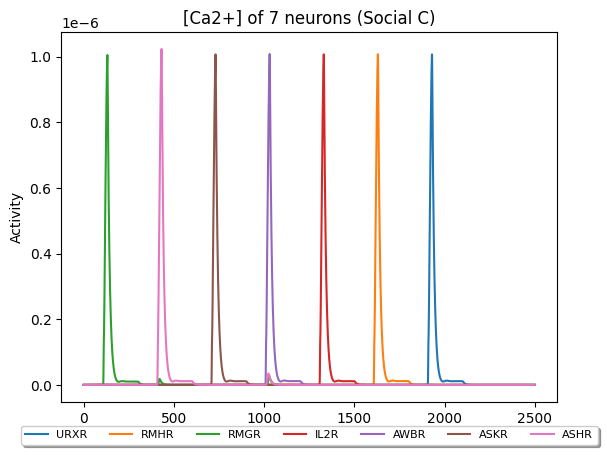 [Ca2+] of 7 neurons (Social C)
1e−6
1.0
0.8
0.6
0.4
0.2
0.0
Activity
0 500 1000 1500 2000 2500
URXR RMHR RMGR IL2R AWBR ASKR ASHR